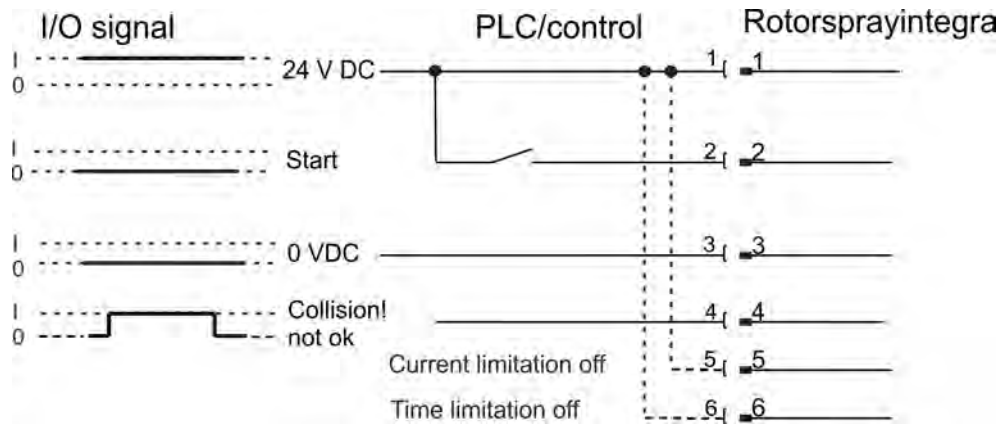 I/O signal PLC/control Rotorsprayintegra
I
0
24 V DC
1 1
I
0
Start
2 2
I
0
0 VDC
3 3
I
0
Collision!
not ok
4 4
Current limitation off
5 5
Time limitation off
6 6